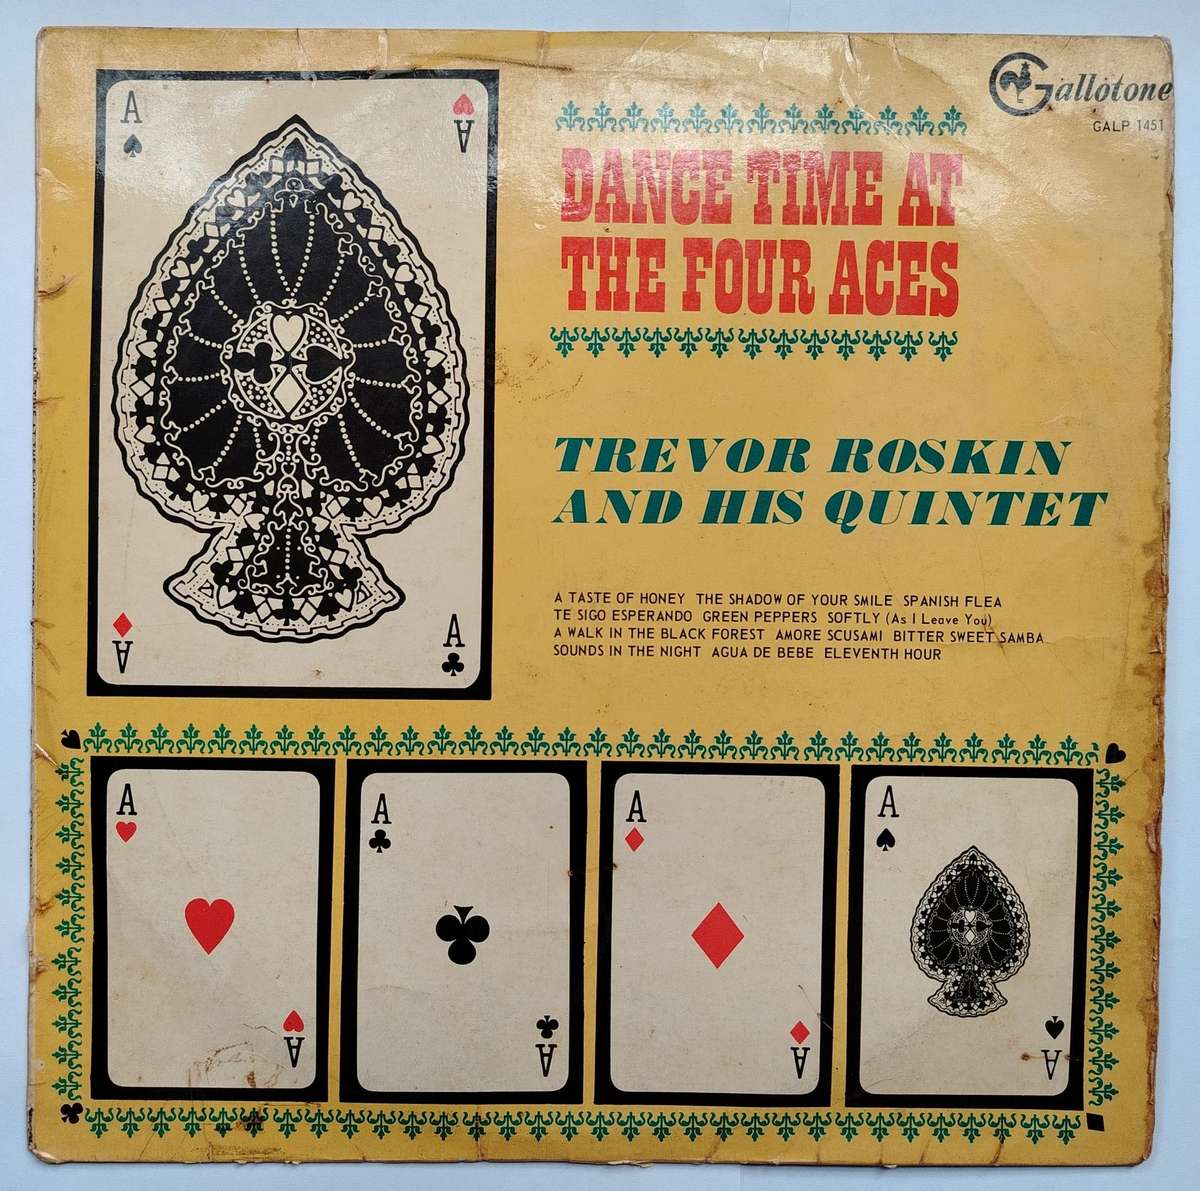 Gallotone
GALP 1451
DANCE TIME AT
THE FOUR ACES
TREVOR ROSKIN
AND HIS QUINTET
A TASTE OF HONEY THE SHADOW OF YOUR SMILE SPANISH FLEA
TE SIGO ESPERANDO GREEN PEPPERS SOFTLY (As I Leave You)
A WALK IN THE BLACK FOREST AMORE SCUSAMI BITTER SWEET SAMBA
SOUNDS IN THE NIGHT AGUA DE BEBE ELEVENTH HOUR
A
A
A
A
A
A
A
A
A
A
A
A